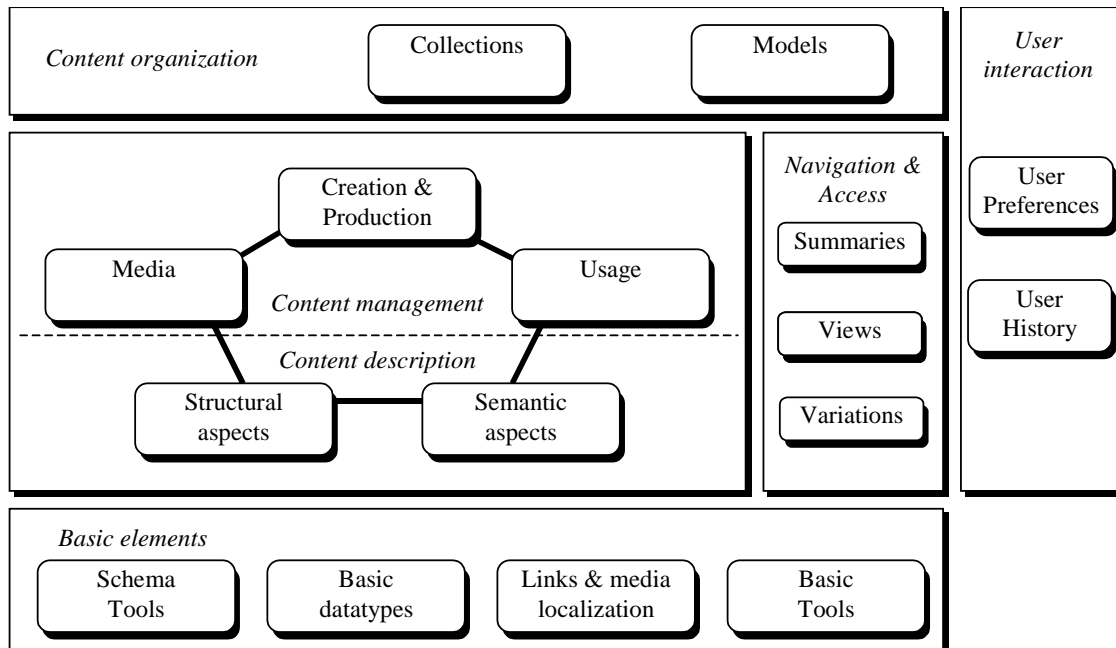 Content organization
Collections
Models
User
interaction
Creation &
Production
Media
Usage
Content management
Content description
Structural
aspects
Semantic
aspects
Navigation &
Access
Summaries
Views
Variations
User
Preferences
User
History
Basic elements
Schema
Tools
Basic
datatypes
Links & media
localization
Basic
Tools